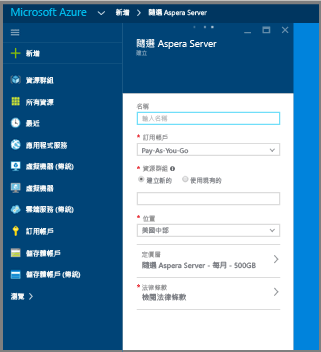 Microsoft Azure 新增 隨選 Aspera Server
新增
資源群組
所有資源
最近
應用程式服務
虛擬機器 (傳統)
虛擬機器
雲端服務 (傳統)
訂用帳戶
儲存體帳戶
儲存體帳戶 (傳統)
瀏覽
隨選 Aspera Server
建立
名稱
輸入名稱
* 訂用帳戶
Pay-As-You-Go
* 資源群組
建立新的 使用現有的
* 位置
美國中部
定價層
隨選 Aspera Server - 每月 - 500GB
* 法律條款
檢閱法律條款